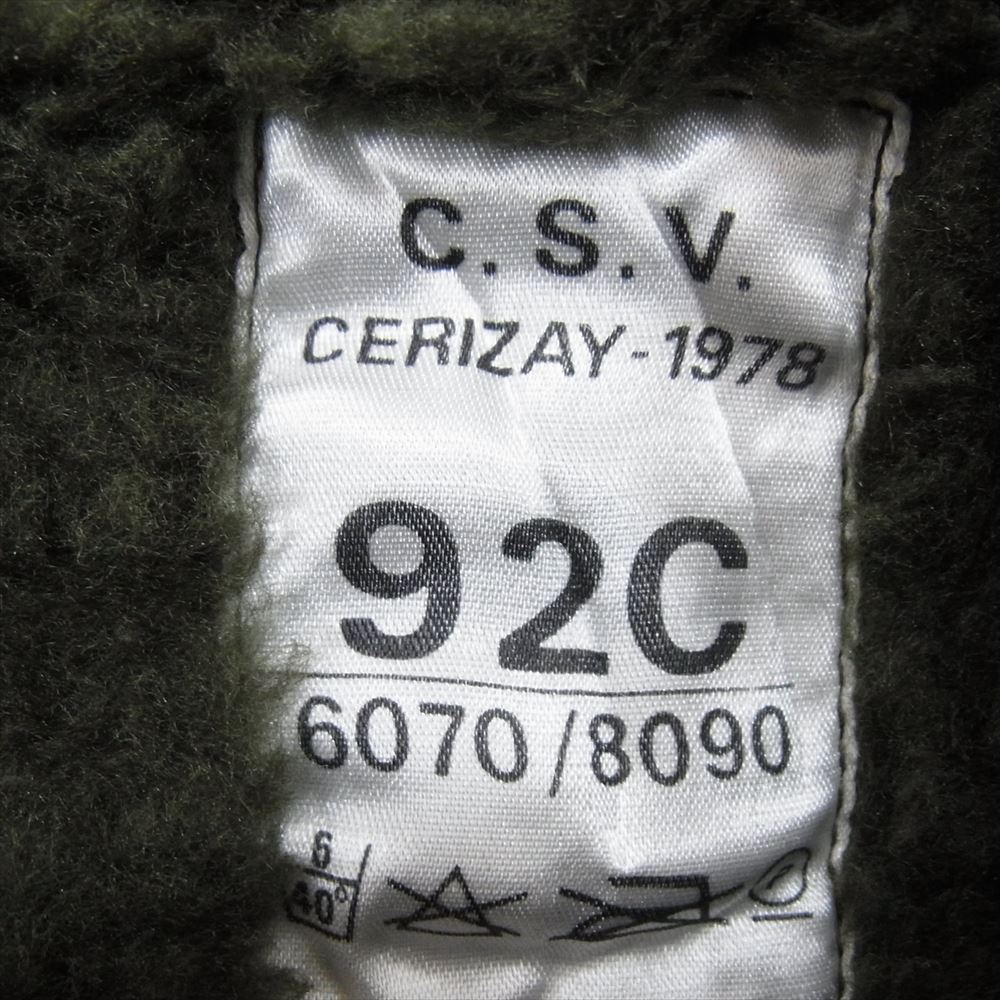 C. S. V.
CERIZAY-1978
92C
6070/8090
6
40°